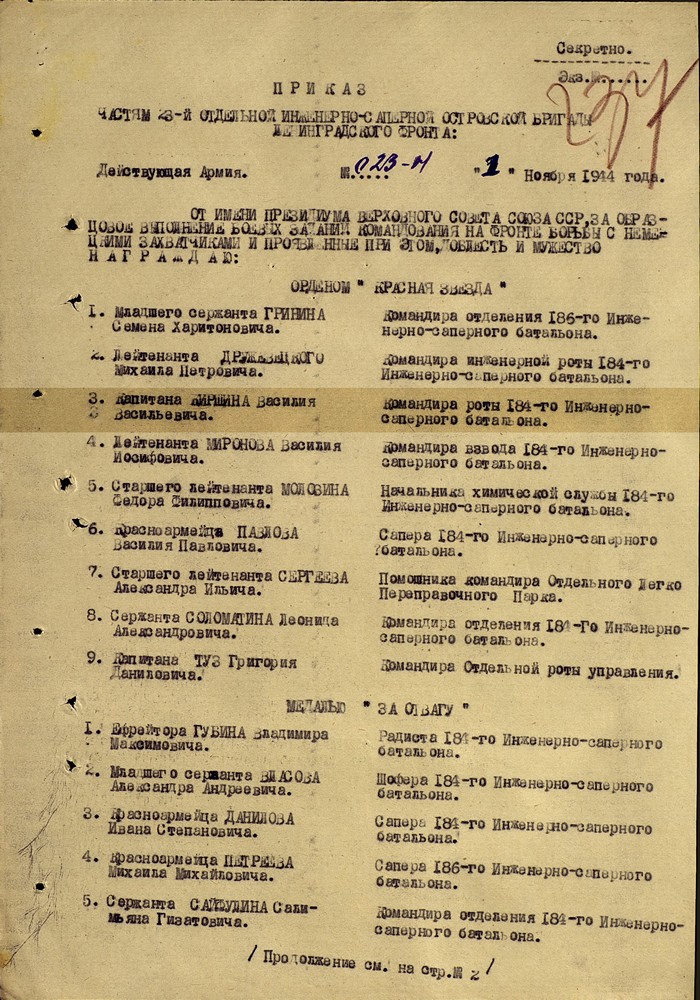 Секретно.
Экз.№......
237
П Р И К А З
ЧАСТЯМ 23-й ОТДЕЛЬНОЙ ИНЖЕНЕРНО-САПЕРНОЙ ОСТРОВСКОЙ БРИГАДЫ
ЛЕНИНГРАДСКОГО ФРОНТА:
Действующая Армия. №. 023-Н "1" Ноября 1944 года.
ОТ ИМЕНИ ПРЕЗИДИУМА ВЕРХОВНОГО СОВЕТА СОЮЗА ССР, ЗА ОБРАЗ-
ЦОВОЕ ВЫПОЛНЕНИЕ БОЕВЫХ ЗАДАНИЙ КОМАНДОВАНИЯ НА ФРОНТЕ БОРЬБЫ С НЕМЕ-
ЦКИМИ ЗАХВАТЧИКАМИ И ПРОЯВЛЕННЫЕ ПРИ ЭТОМ, ДОБЛЕСТЬ И МУЖЕСТВО
Н А Г Р А Ж Д А Ю:
ОРДЕНОМ " КРАСНАЯ ЗВЕЗДА "
1. Младшего сержанта ГРИНИНА Командира отделения 186-го Инже-
Семена Харитоновича. нерно-саперного батальона.
2. Лейтенанта ДРУЖЕВЕЦКОГО Командира инженерной роты 184-го
Михаила Петровича. Инженерно-саперного батальона.
3. Капитана КИРШИНА Василия Командира роты 184-го Инженерно-
3 Васильевича. саперного батальона.
4. Лейтенанта МИРОНОВА Василия Командира взвода 184-го Инженерно-
Иосифовича. саперного батальона.
5. Старшего лейтенанта МОЛОЗИНА Начальника химической службы 184-го
Федора Филипповича. Инженерно-саперного батальона.
6. Красноармейца ПАВЛОВА Сапера 184-го Инженерно-саперного
Василия Павловича. батальона.
7. Старшего лейтенанта СЕРГЕЕВА Помошника командира Отдельного Легко
Александра Ильича. Переправочного Парка.
8. Сержанта СОЛОМАТИНА Леонида Командира отделения 184-Го Инженерно-
Александровича. саперного батальона.
9. Капитана ТУЗ Григория Командира Отдельной роты управления.
Даниловича.
МЕДАЛЬЮ " ЗА ОТВАГУ "
1. Ефрейтора ГУБИНА Владимира Радиста 184-го Инженерно-саперного
Максимовича. батальона.
2. Младшего сержанта ВЛАСОВА Шофера 184-го Инженерно-саперного
Александра Андреевича. батальона.
3. Красноармейца ДАНИЛОВА Сапера 184-го Инженерно-саперного
Ивана Степановича. батальона.
4. Красноармейца ПЕТРЕЕВА Сапера 186-го Инженерно-саперного
Михаила Михайловича. батальона.
5. Сержанта САЙБУДИНА Сали- Командира отделения 184-го Инженерно-
мьяна Гизатовича. саперного батальона.
/ Продолжение см. на стр.№ 2 /